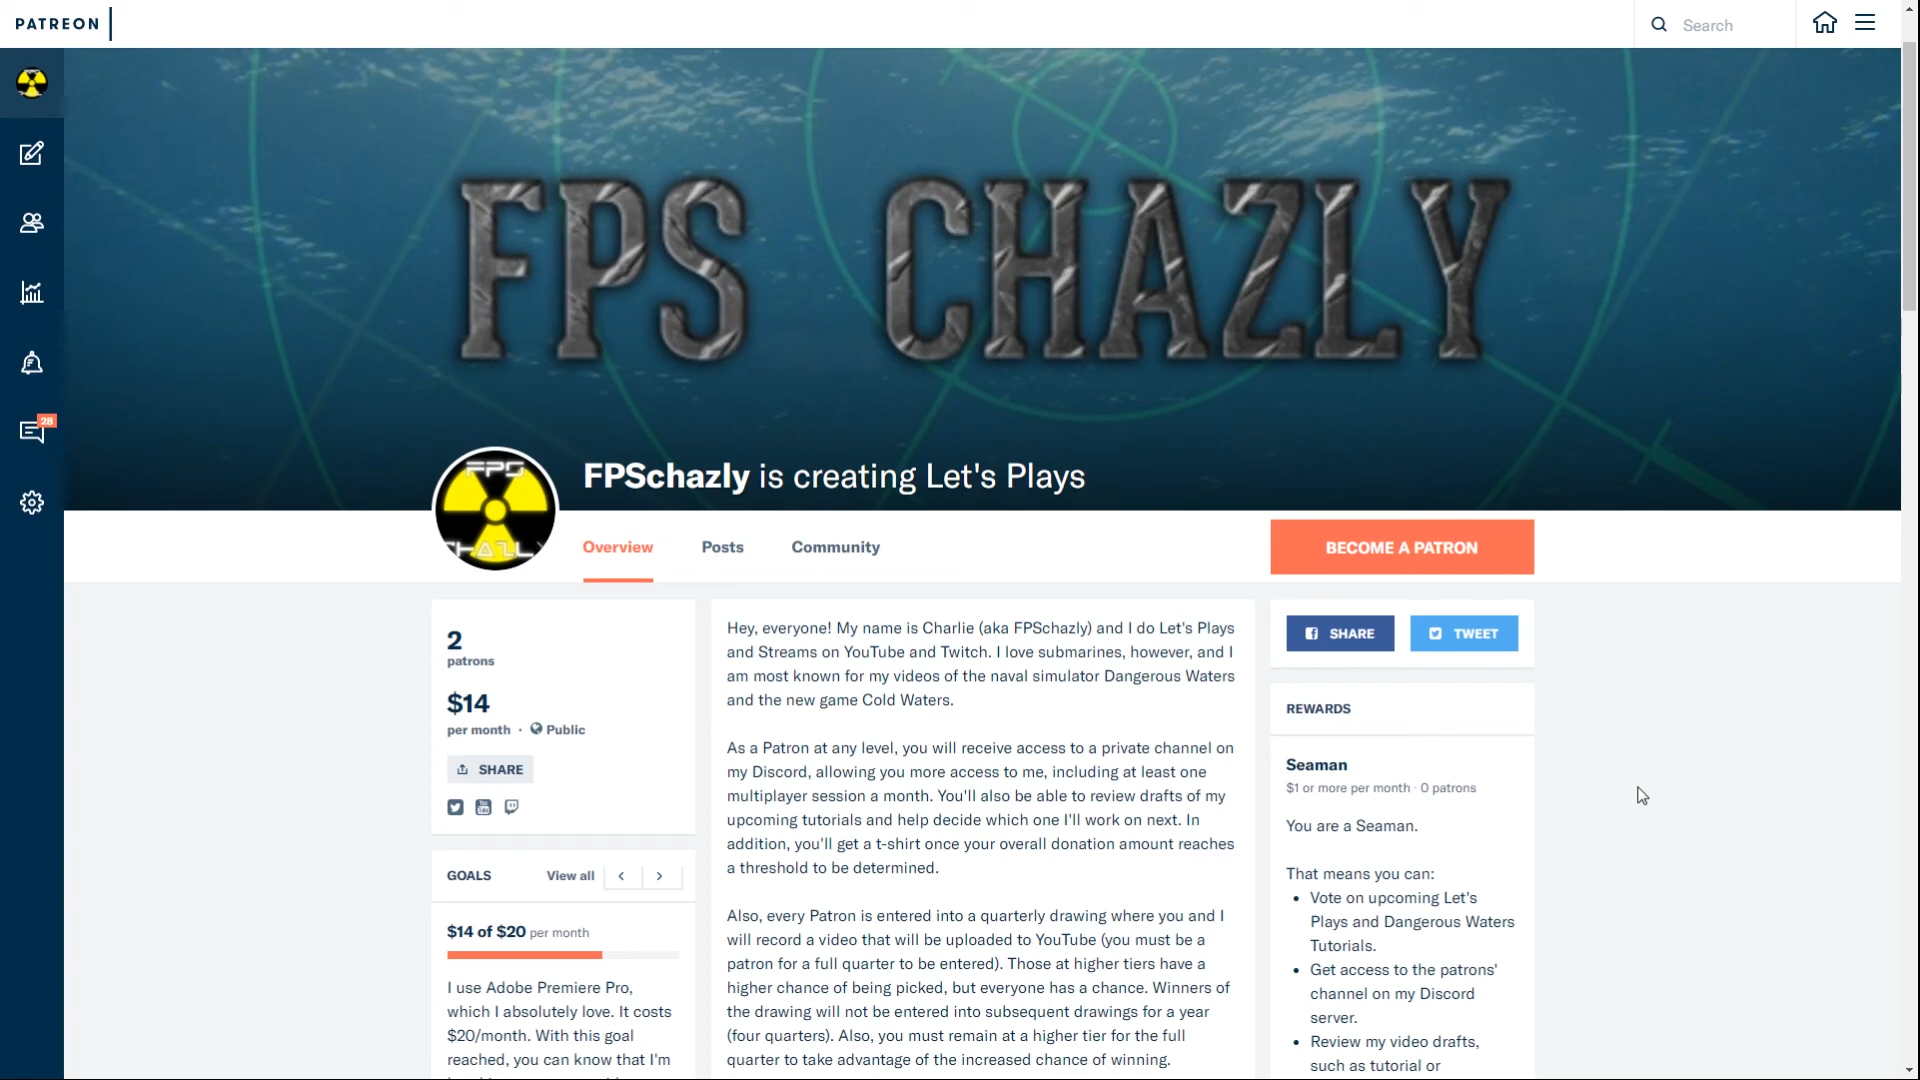 PATREON
Search
28
FPS CHAZLY
FPS
CHAZLY
FPSchazly is creating Let's Plays
Overview
Posts
Community
BECOME A PATRON
2
patrons
$14
per month · Public
SHARE
GOALS
View all
$14 of $20 per month
I use Adobe Premiere Pro,
which I absolutely love. It costs
$20/month. With this goal
reached, you can know that I'm
Hey, everyone! My name is Charlie (aka FPSchazly) and I do Let's Plays
and Streams on YouTube and Twitch. I love submarines, however, and I
am most known for my videos of the naval simulator Dangerous Waters
and the new game Cold Waters.
As a Patron at any level, you will receive access to a private channel on
my Discord, allowing you more access to me, including at least one
multiplayer session a month. You'll also be able to review drafts of my
upcoming tutorials and help decide which one I'll work on next. In
addition, you'll get a t-shirt once your overall donation amount reaches
a threshold to be determined.
Also, every Patron is entered into a quarterly drawing where you and I
will record a video that will be uploaded to YouTube (you must be a
patron for a full quarter to be entered). Those at higher tiers have a
higher chance of being picked, but everyone has a chance. Winners of
the drawing will not be entered into subsequent drawings for a year
(four quarters). Also, you must remain at a higher tier for the full
quarter to take advantage of the increased chance of winning.
SHARE
TWEET
REWARDS
Seaman
$1 or more per month · 0 patrons
You are a Seaman.
That means you can:
• Vote on upcoming Let's
Plays and Dangerous Waters
Tutorials.
• Get access to the patrons'
channel on my Discord
server.
• Review my video drafts,
such as tutorial or